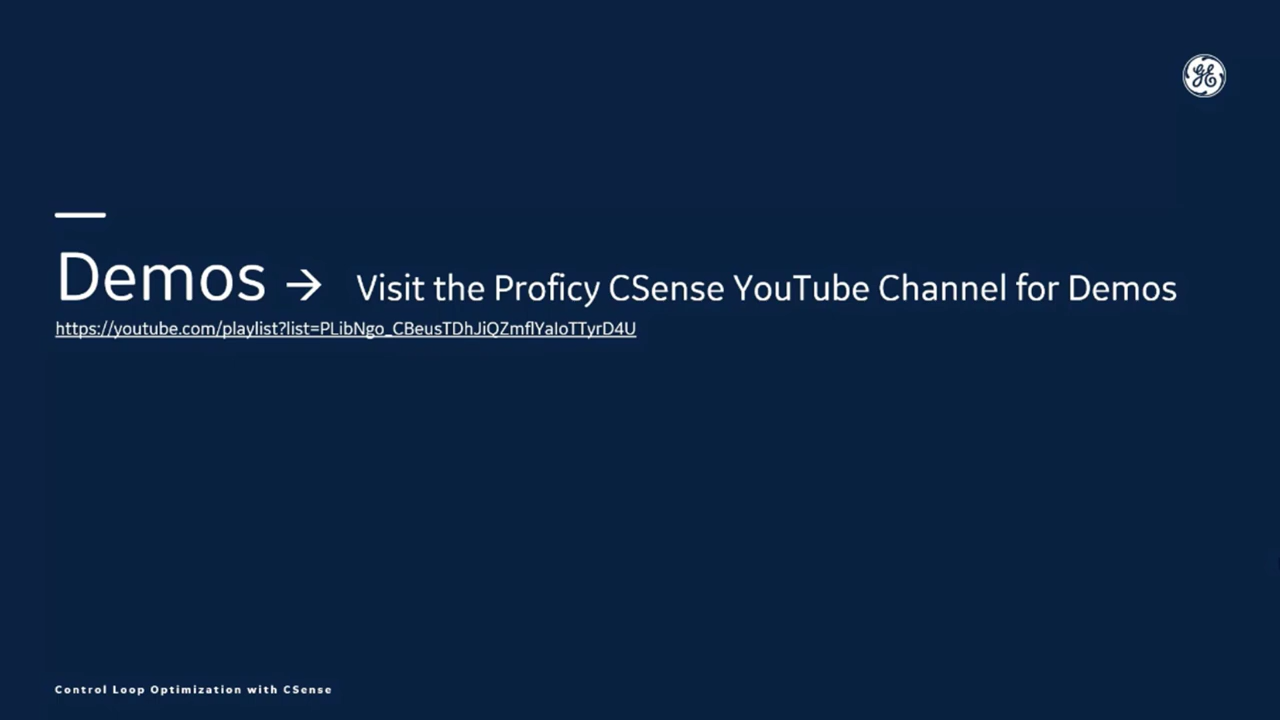 Demos → Visit the Proficy CSense YouTube Channel for Demos
https://youtube.com/playlist?list=PLibNgo_CBeusTDhJiQZmflYaIoTTyrD4U
Control Loop Optimization with CSense